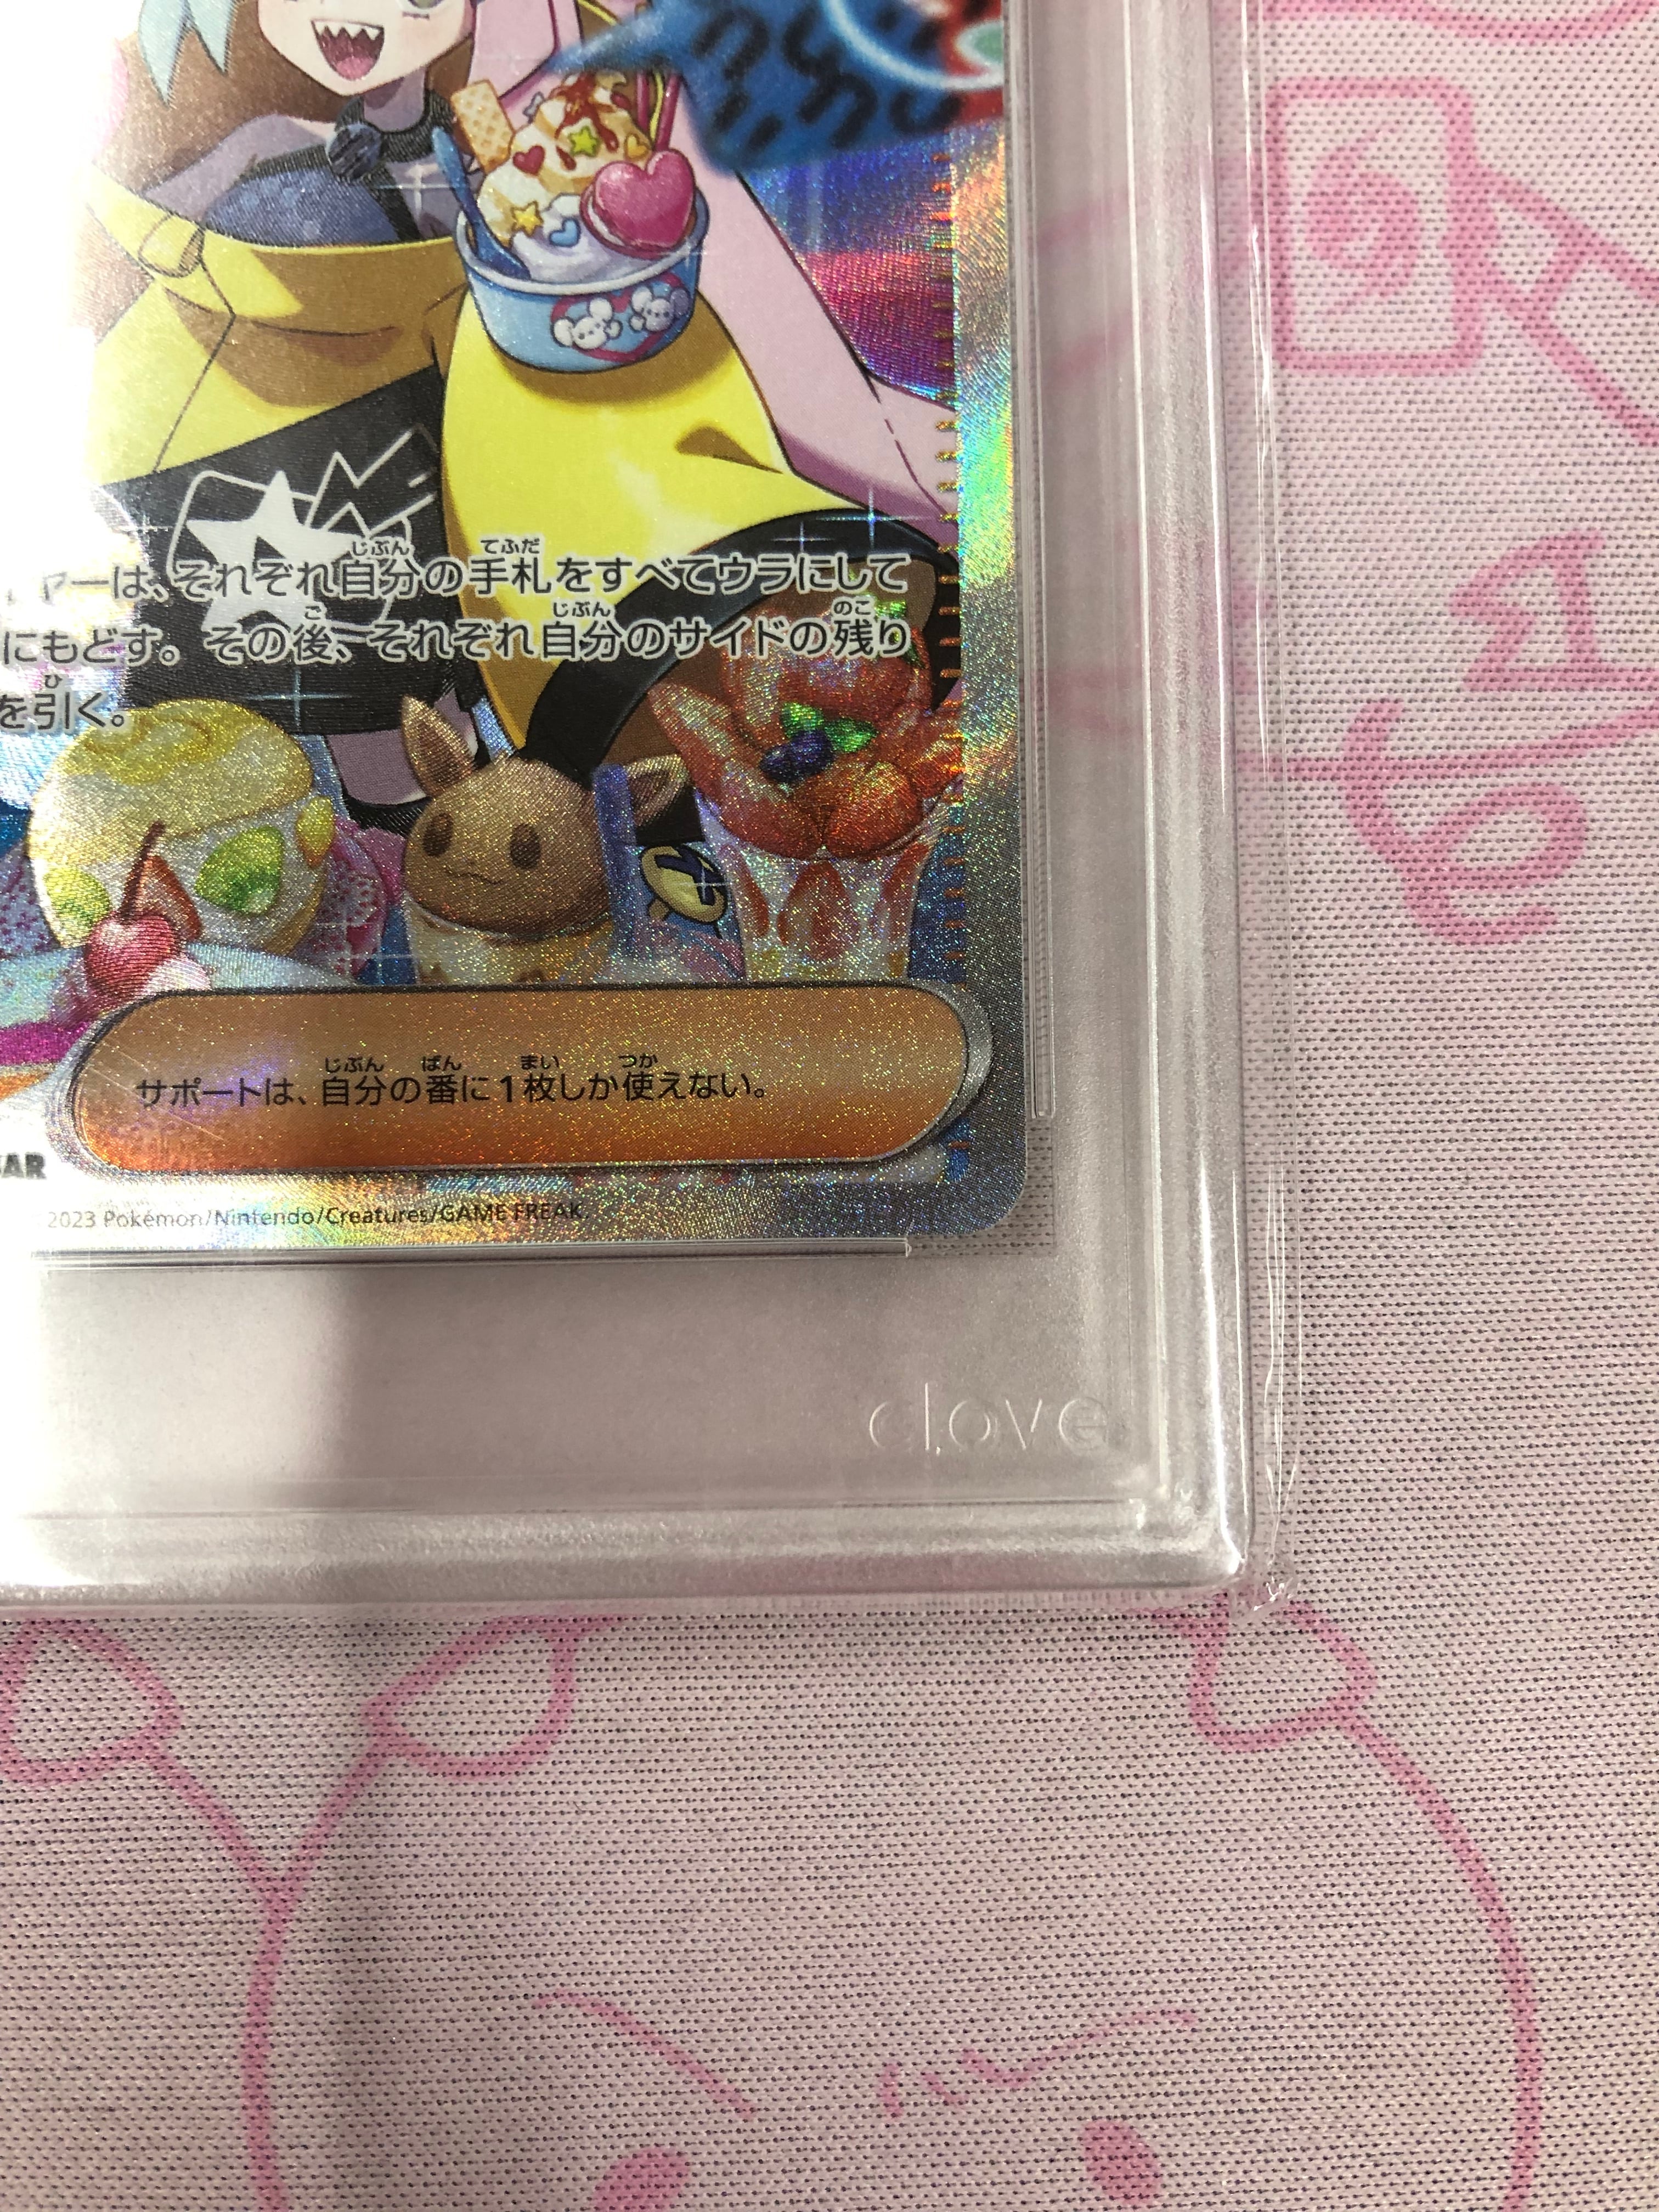 ーは、それぞれ自分の手札をすべてウラにして
にもどす。その後、それぞれ自分のサイドの残り
を引く。
サポートは、自分の番に1枚しか使えない。
2023 Pokémon/Nintendo/Creatures/GAME FREAK.
clove